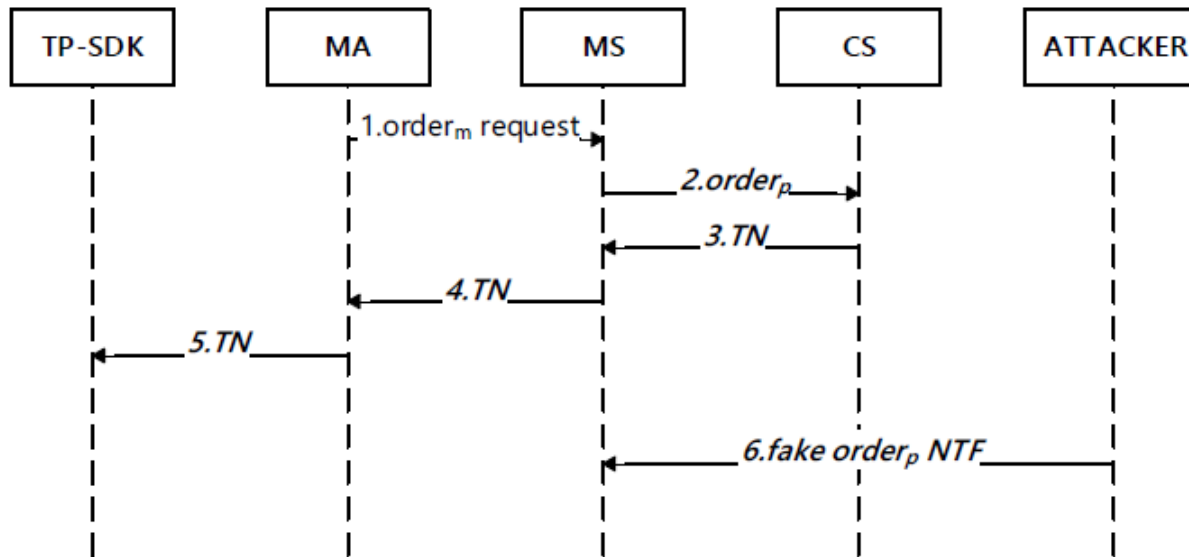 TP-SDK MA MS CS ATTACKER
1.orderₘ request
2.orderₚ
3.TN
4.TN
5.TN
6.fake orderₚ NTF